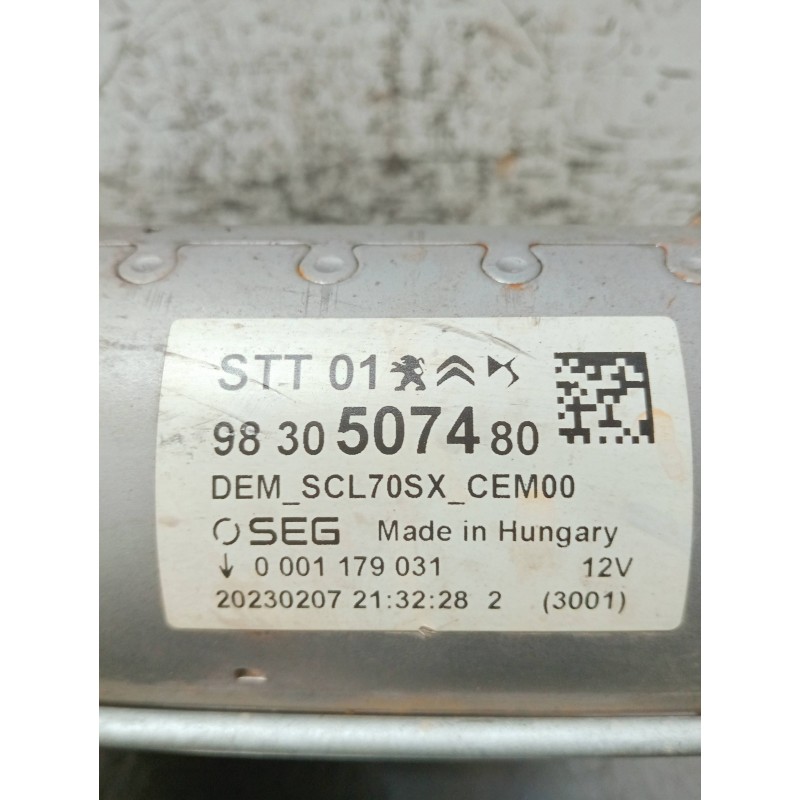 STT 01
98 30 5074 80
DEM_SCL70SX_CEM00
SEG Made in Hungary
↓ 0 001 179 031 12V
20230207 21:32:28 2 (3001)